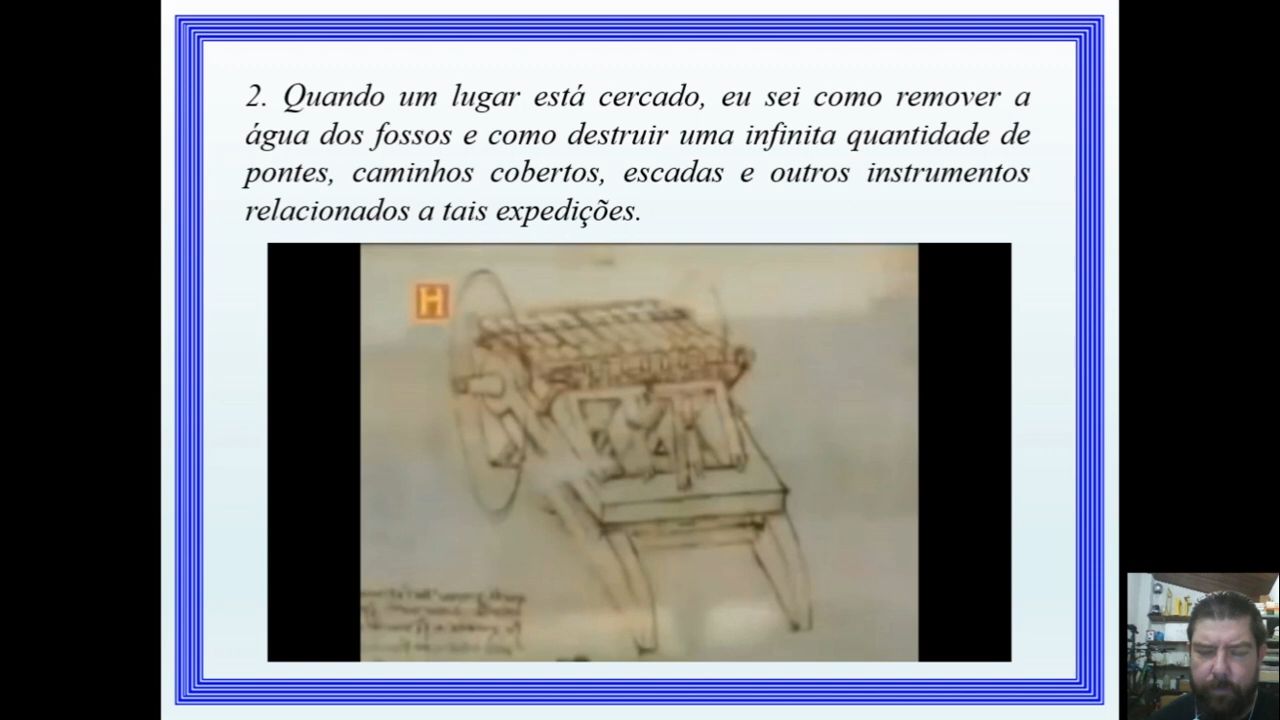 2. Quando um lugar está cercado, eu sei como remover a
água dos fossos e como destruir uma infinita quantidade de
pontes, caminhos cobertos, escadas e outros instrumentos
relacionados a tais expedições.
H